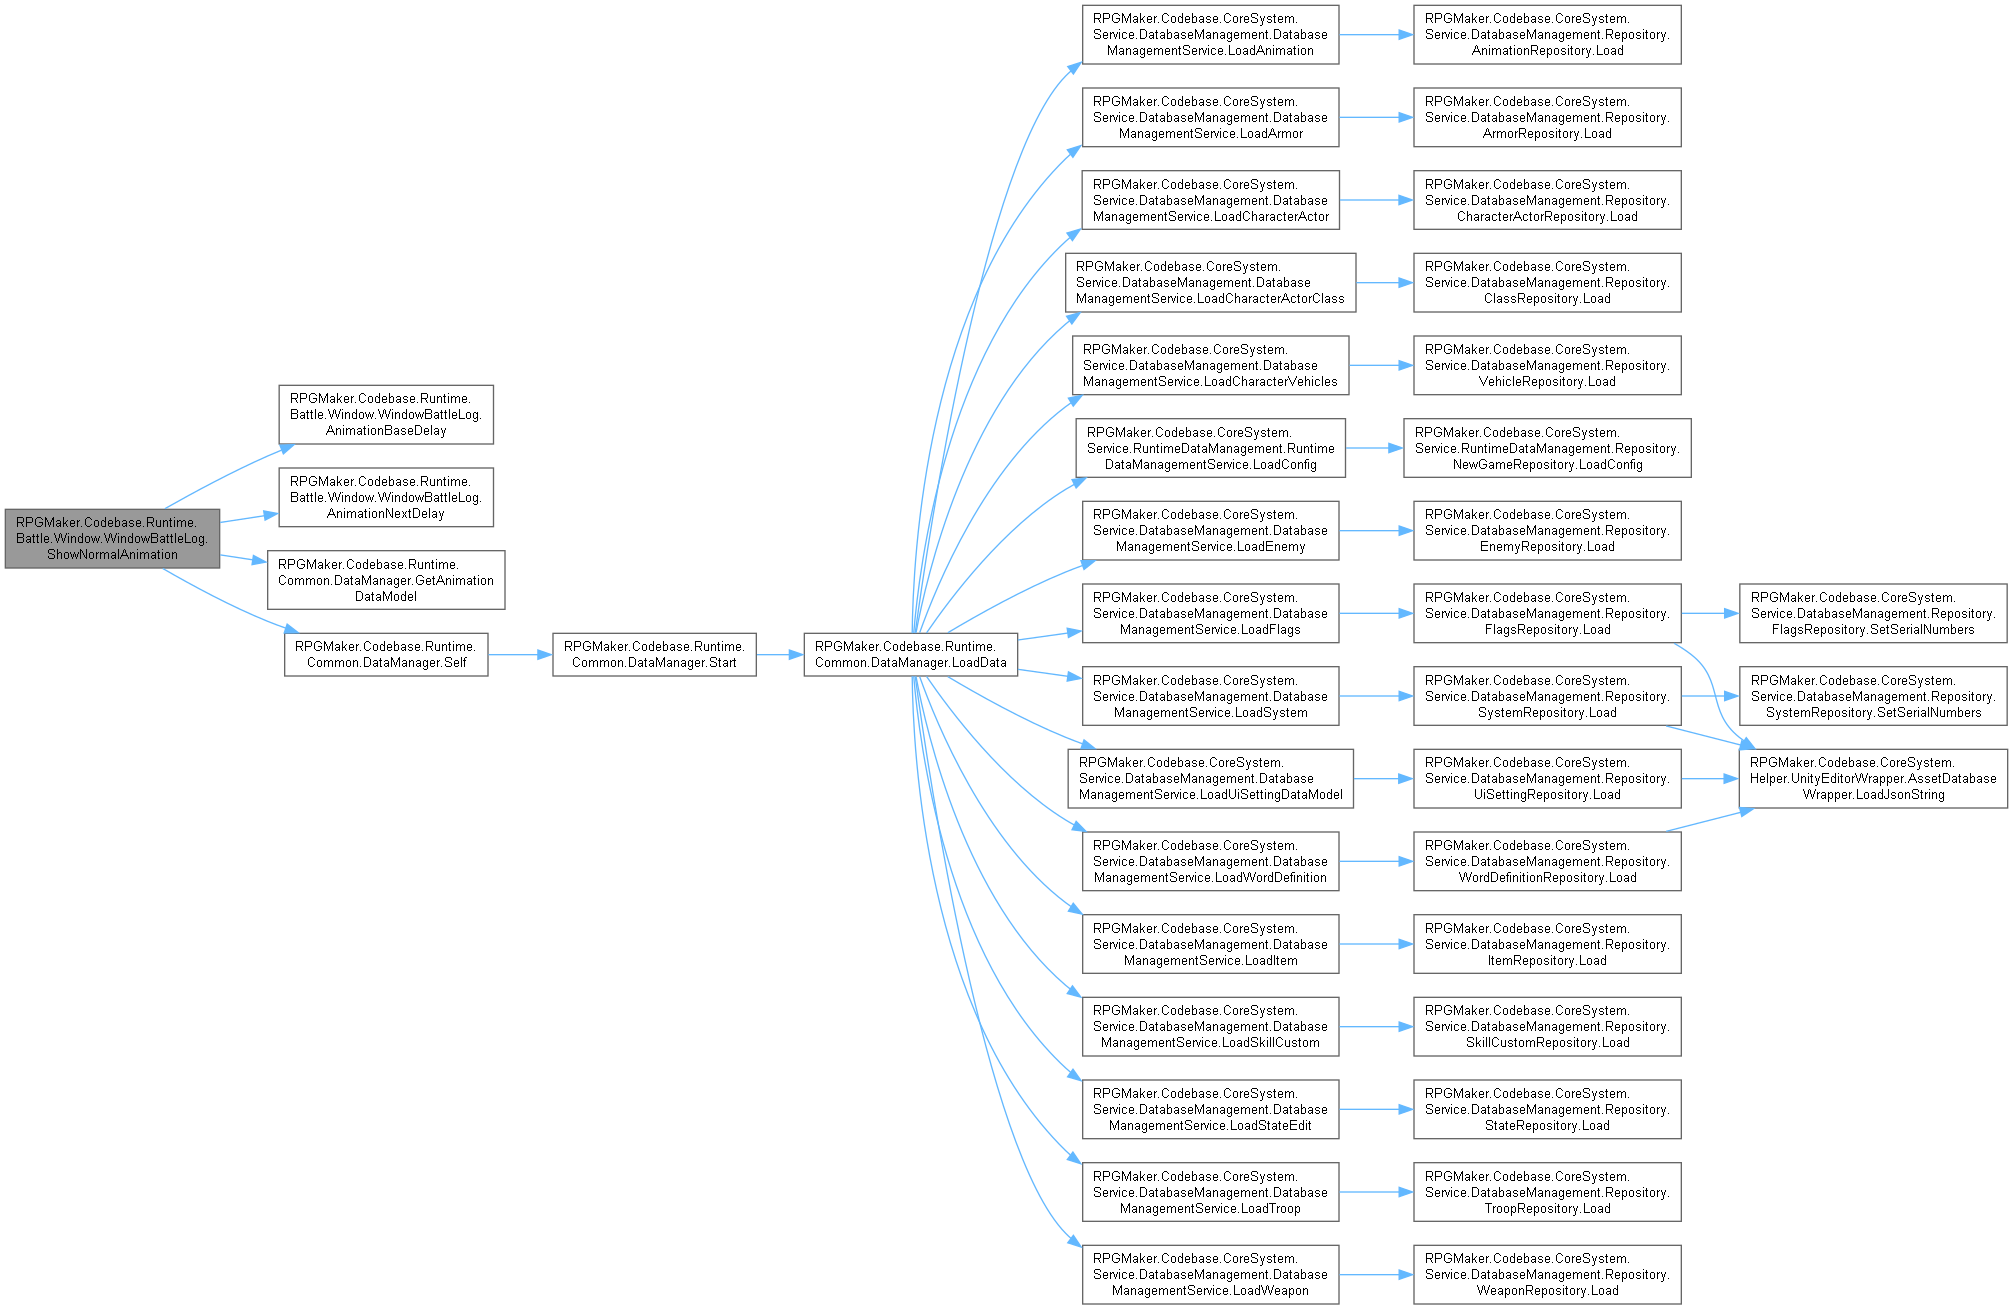 RPGMaker.Codebase.Runtime.
Battle.Window.WindowBattleLog.
ShowNormalAnimation
RPGMaker.Codebase.Runtime.
Battle.Window.WindowBattleLog.
AnimationBaseDelay
RPGMaker.Codebase.Runtime.
Battle.Window.WindowBattleLog.
AnimationNextDelay
RPGMaker.Codebase.Runtime.
Common.DataManager.GetAnimation
DataModel
RPGMaker.Codebase.Runtime.
Common.DataManager.Self
RPGMaker.Codebase.Runtime.
Common.DataManager.Start
RPGMaker.Codebase.Runtime.
Common.DataManager.LoadData
RPGMaker.Codebase.CoreSystem.
Service.DatabaseManagement.Database
ManagementService.LoadAnimation
RPGMaker.Codebase.CoreSystem.
Service.DatabaseManagement.Repository.
AnimationRepository.Load
RPGMaker.Codebase.CoreSystem.
Service.DatabaseManagement.Database
ManagementService.LoadArmor
RPGMaker.Codebase.CoreSystem.
Service.DatabaseManagement.Repository.
ArmorRepository.Load
RPGMaker.Codebase.CoreSystem.
Service.DatabaseManagement.Database
ManagementService.LoadCharacterActor
RPGMaker.Codebase.CoreSystem.
Service.DatabaseManagement.Repository.
CharacterActorRepository.Load
RPGMaker.Codebase.CoreSystem.
Service.DatabaseManagement.Database
ManagementService.LoadCharacterActorClass
RPGMaker.Codebase.CoreSystem.
Service.DatabaseManagement.Repository.
ClassRepository.Load
RPGMaker.Codebase.CoreSystem.
Service.DatabaseManagement.Database
ManagementService.LoadCharacterVehicles
RPGMaker.Codebase.CoreSystem.
Service.DatabaseManagement.Repository.
VehicleRepository.Load
RPGMaker.Codebase.CoreSystem.
Service.RuntimeDataManagement.Runtime
DataManagementService.LoadConfig
RPGMaker.Codebase.CoreSystem.
Service.RuntimeDataManagement.Repository.
NewGameRepository.LoadConfig
RPGMaker.Codebase.CoreSystem.
Service.DatabaseManagement.Database
ManagementService.LoadEnemy
RPGMaker.Codebase.CoreSystem.
Service.DatabaseManagement.Repository.
EnemyRepository.Load
RPGMaker.Codebase.CoreSystem.
Service.DatabaseManagement.Database
ManagementService.LoadFlags
RPGMaker.Codebase.CoreSystem.
Service.DatabaseManagement.Repository.
FlagsRepository.Load
RPGMaker.Codebase.CoreSystem.
Service.DatabaseManagement.Repository.
FlagsRepository.SetSerialNumbers
RPGMaker.Codebase.CoreSystem.
Service.DatabaseManagement.Database
ManagementService.LoadSystem
RPGMaker.Codebase.CoreSystem.
Service.DatabaseManagement.Repository.
SystemRepository.Load
RPGMaker.Codebase.CoreSystem.
Service.DatabaseManagement.Repository.
SystemRepository.SetSerialNumbers
RPGMaker.Codebase.CoreSystem.
Service.DatabaseManagement.Database
ManagementService.LoadUiSettingDataModel
RPGMaker.Codebase.CoreSystem.
Service.DatabaseManagement.Repository.
UiSettingRepository.Load
RPGMaker.Codebase.CoreSystem.
Helper.UnityEditorWrapper.AssetDatabase
Wrapper.LoadJsonString
RPGMaker.Codebase.CoreSystem.
Service.DatabaseManagement.Database
ManagementService.LoadWordDefinition
RPGMaker.Codebase.CoreSystem.
Service.DatabaseManagement.Repository.
WordDefinitionRepository.Load
RPGMaker.Codebase.CoreSystem.
Service.DatabaseManagement.Database
ManagementService.LoadItem
RPGMaker.Codebase.CoreSystem.
Service.DatabaseManagement.Repository.
ItemRepository.Load
RPGMaker.Codebase.CoreSystem.
Service.DatabaseManagement.Database
ManagementService.LoadSkillCustom
RPGMaker.Codebase.CoreSystem.
Service.DatabaseManagement.Repository.
SkillCustomRepository.Load
RPGMaker.Codebase.CoreSystem.
Service.DatabaseManagement.Database
ManagementService.LoadStateEdit
RPGMaker.Codebase.CoreSystem.
Service.DatabaseManagement.Repository.
StateRepository.Load
RPGMaker.Codebase.CoreSystem.
Service.DatabaseManagement.Database
ManagementService.LoadTroop
RPGMaker.Codebase.CoreSystem.
Service.DatabaseManagement.Repository.
TroopRepository.Load
RPGMaker.Codebase.CoreSystem.
Service.DatabaseManagement.Database
ManagementService.LoadWeapon
RPGMaker.Codebase.CoreSystem.
Service.DatabaseManagement.Repository.
WeaponRepository.Load